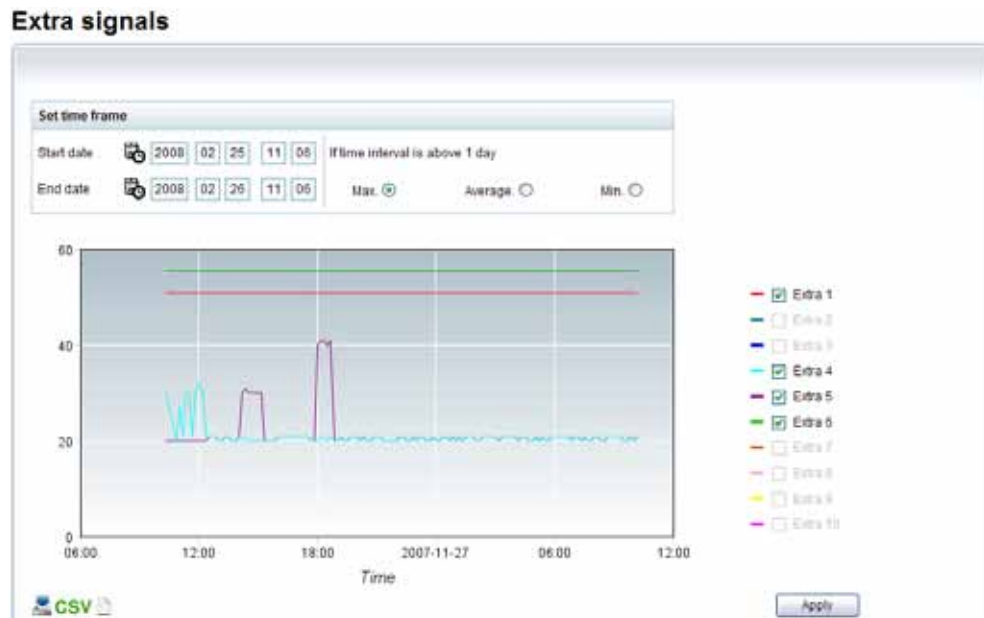 Extra signals
Set time frame
Start date 2008 02 25 11 06 If time interval is above 1 day
End date 2008 02 26 11 06 Max. Average. Min.
60
40
20
0
06:00 12:00 18:00 2007-11-27 06:00 12:00
Time
Extra 1
Extra 2
Extra 3
Extra 4
Extra 5
Extra 6
Extra 7
Extra 8
Extra 9
Extra 10
CSV
Apply